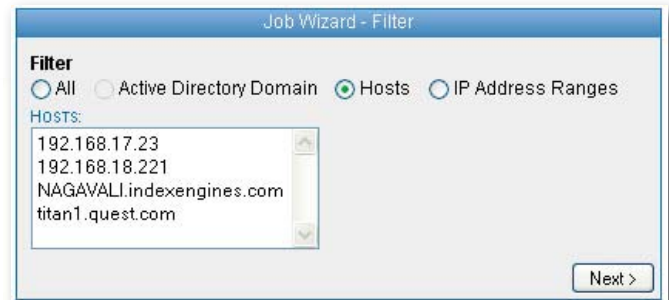 Job Wizard - Filter
Filter
All Active Directory Domain Hosts IP Address Ranges
HOSTS:
192.168.17.23
192.168.18.221
NAGAVALI.indexengines.com
titan1.quest.com
Next >